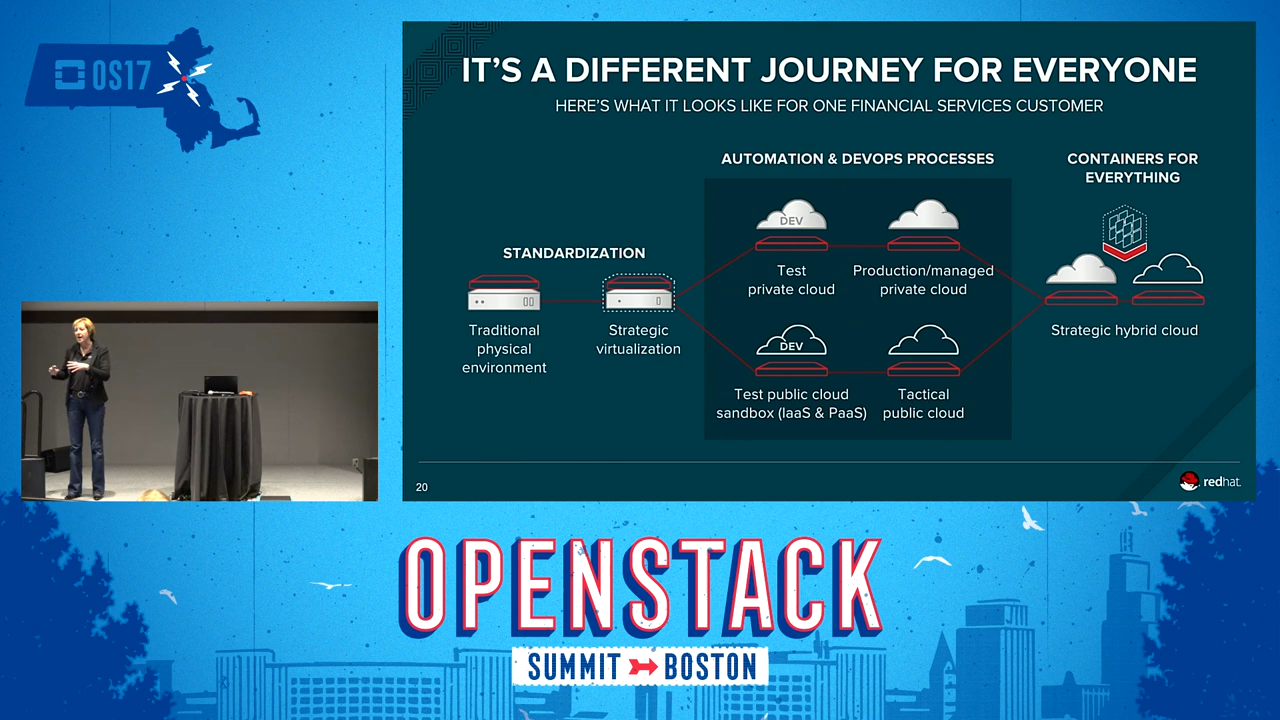 OS17
IT'S A DIFFERENT JOURNEY FOR EVERYONE
HERE'S WHAT IT LOOKS LIKE FOR ONE FINANCIAL SERVICES CUSTOMER
STANDARDIZATION
Traditional
physical
environment
Strategic
virtualization
AUTOMATION & DEVOPS PROCESSES
DEV
Test
private cloud
Production/managed
private cloud
DEV
Test public cloud
sandbox (IaaS & PaaS)
Tactical
public cloud
CONTAINERS FOR
EVERYTHING
Strategic hybrid cloud
20
redhat.
OPENSTACK
SUMMIT BOSTON